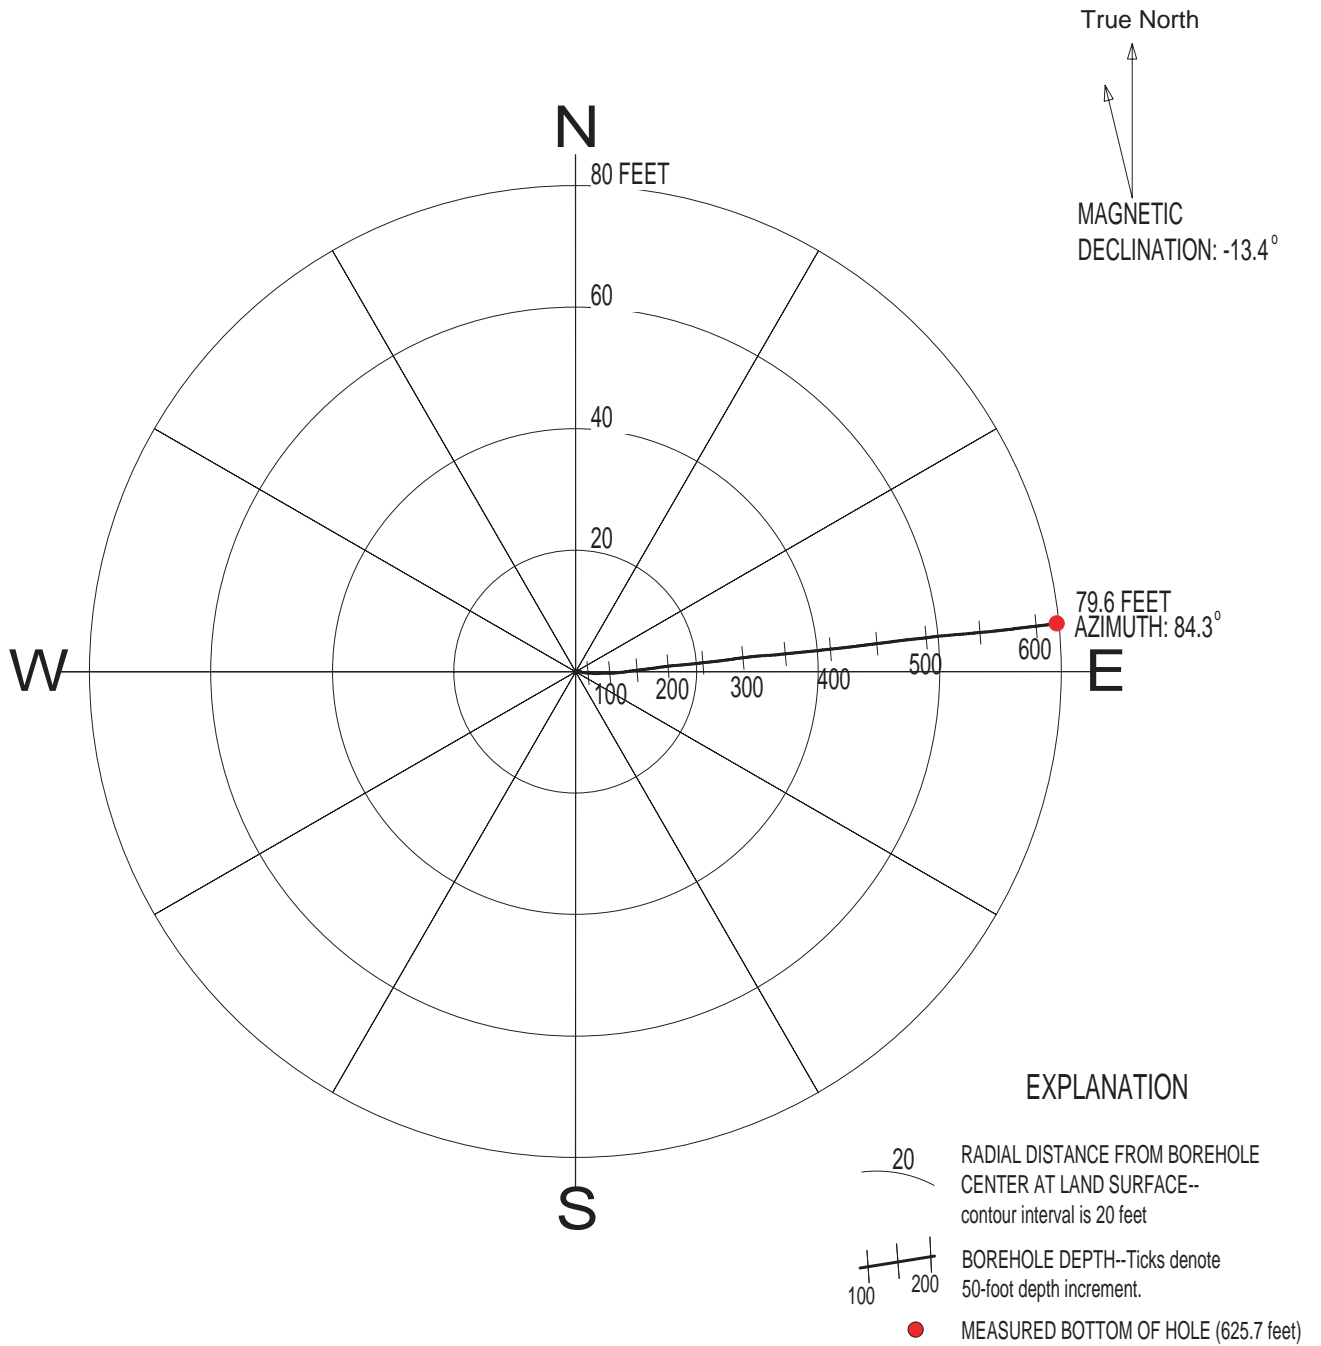 True North
MAGNETIC
DECLINATION: -13.4°
N
80 FEET
60
40
20
79.6 FEET
AZIMUTH: 84.3°
W
E
100
200
300
400
500
600
S
EXPLANATION
20
RADIAL DISTANCE FROM BOREHOLE
CENTER AT LAND SURFACE--
contour interval is 20 feet
100
200
BOREHOLE DEPTH--Ticks denote
50-foot depth increment.
MEASURED BOTTOM OF HOLE (625.7 feet)